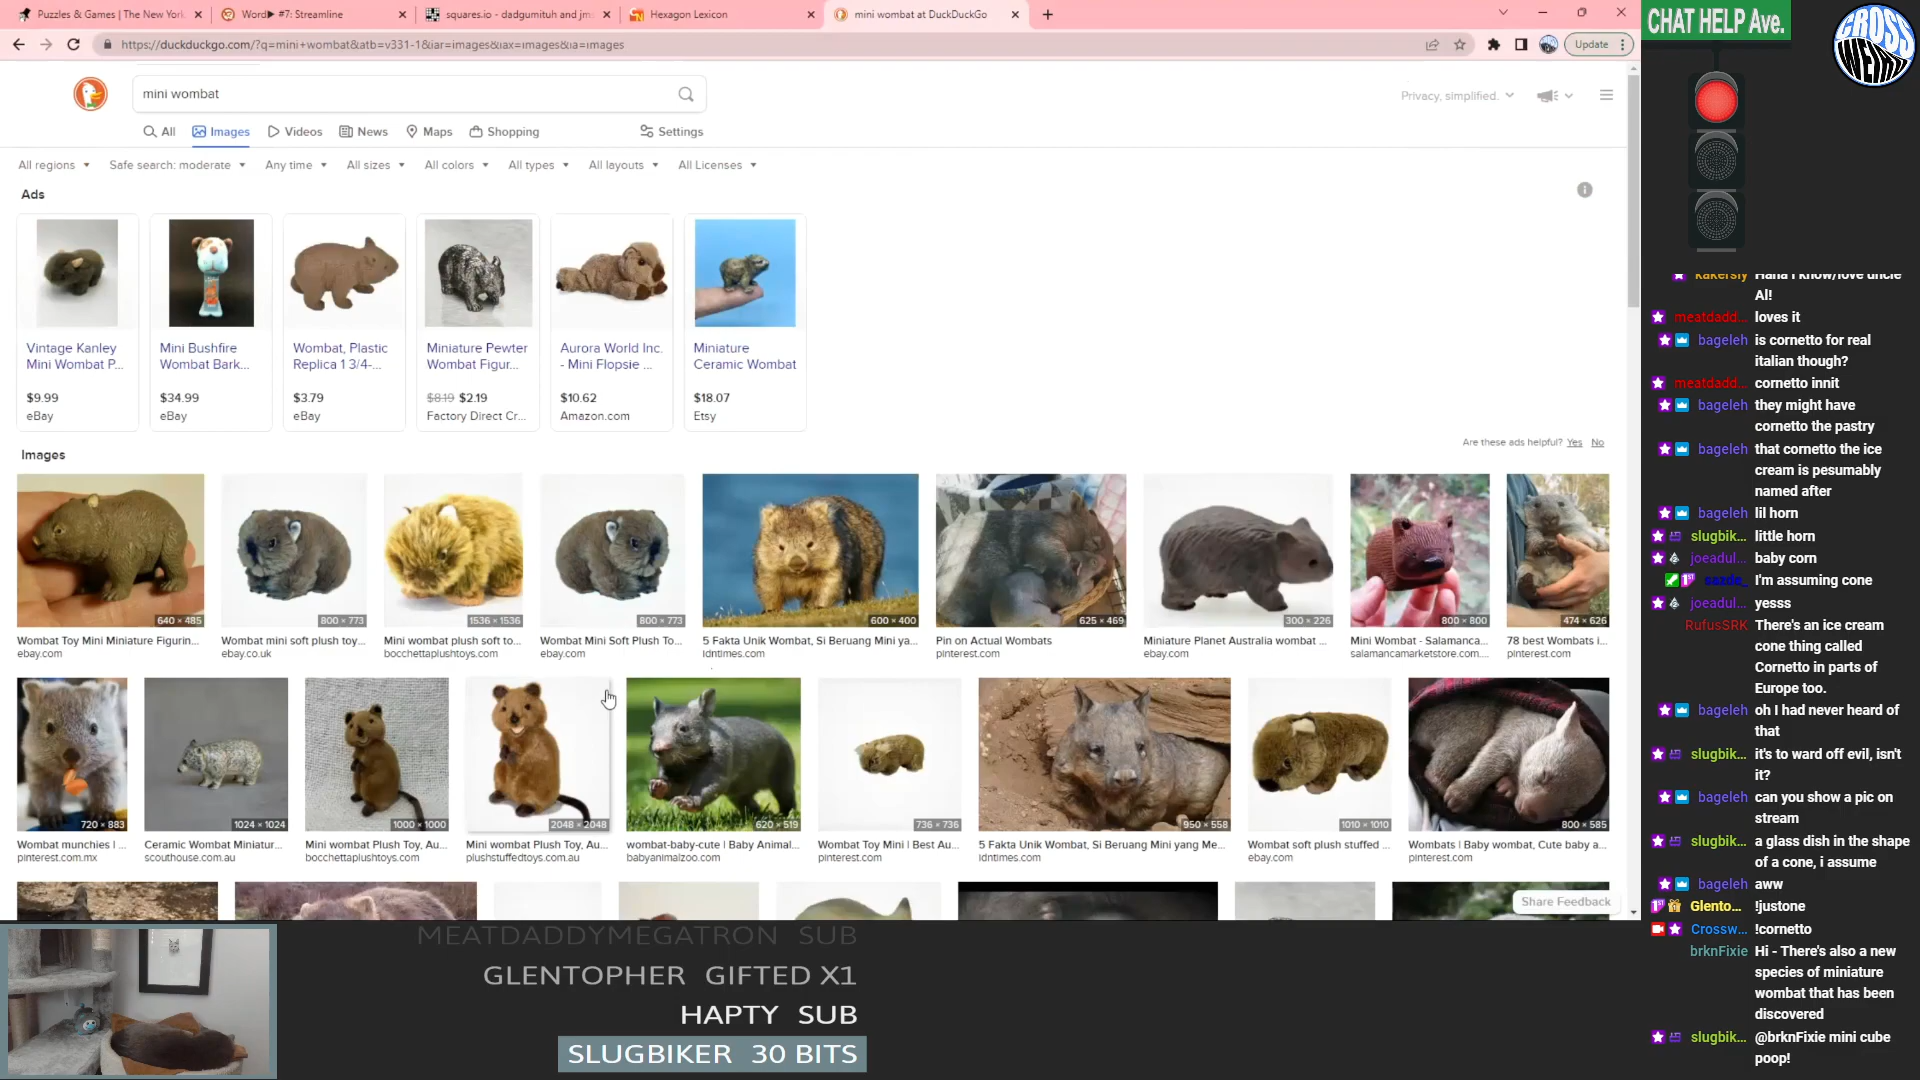 Puzzles & Games | The New York
Word▶ #7: Streamline
squares.io - dadgumituh and jm
Hexagon Lexicon
mini wombat at DuckDuckGo
https://duckduckgo.com/?q=mini+wombat&atb=v331-1&iar=images&iax=images&ia=images
Update
mini wombat
Privacy, simplified.
All
Images
Videos
News
Maps
Shopping
Settings
All regions
Safe search: moderate
Any time
All sizes
All colors
All types
All layouts
All Licenses
Ads
Vintage Kanley
Mini Wombat P...
$9.99
eBay
Mini Bushfire
Wombat Bark...
$34.99
eBay
Wombat, Plastic
Replica 1 3/4-...
$3.79
eBay
Miniature Pewter
Wombat Figur...
$8.19 $2.19
Factory Direct Cr...
Aurora World Inc.
- Mini Flopsie ...
$10.62
Amazon.com
Miniature
Ceramic Wombat
$18.07
Etsy
Are these ads helpful? Yes No
Images
640 × 485
800 × 773
1536 × 1536
800 × 773
600 × 400
625 × 469
300 × 226
800 × 800
474 × 626
Wombat Toy Mini Miniature Figurin...
ebay.com
Wombat mini soft plush toy...
ebay.co.uk
Mini wombat plush soft to...
bocchettaplushtoys.com
Wombat Mini Soft Plush To...
ebay.com
5 Fakta Unik Wombat, Si Beruang Mini ya...
idntimes.com
Pin on Actual Wombats
pinterest.com
Miniature Planet Australia wombat ...
ebay.com
Mini Wombat - Salamanca...
salamancamarketstore.com....
78 best Wombats i...
pinterest.com
720 × 883
1024 × 1024
1000 × 1000
2048 × 2048
620 × 519
736 × 736
950 × 558
1010 × 1010
800 × 585
Wombat munchies | ...
pinterest.com.mx
Ceramic Wombat Miniatur...
scouthouse.com.au
Mini wombat Plush Toy, Au...
bocchettaplushtoys.com
Mini wombat Plush Toy, Au...
plushstuffedtoys.com.au
wombat-baby-cute | Baby Animal...
babyanimalzoo.com
Wombat Toy Mini | Best Au...
pinterest.com
5 Fakta Unik Wombat, Si Beruang Mini yang Me...
idntimes.com
Wombat soft plush stuffed ...
ebay.com
Wombats | Baby wombat, Cute baby a...
pinterest.com
Share Feedback
MEATDADDYMEGATRON SUB
GLENTOPHER GIFTED X1
HAPTY SUB
SLUGBIKER 30 BITS
CHAT HELP Ave.
CROSS
WEIRD
kakersly Haha I know/love uncle
Al!
meatdadd... loves it
bageleh is cornetto for real
italian though?
meatdadd... cornetto innit
bageleh they might have
cornetto the pastry
bageleh that cornetto the ice
cream is pesumably
named after
bageleh lil horn
slugbik... little horn
joeadul... baby corn
I'm assuming cone
joeadul... yesss
RufusSRK There's an ice cream
cone thing called
Cornetto in parts of
Europe too.
bageleh oh I had never heard of
that
slugbik... it's to ward off evil, isn't
it?
bageleh can you show a pic on
stream
slugbik... a glass dish in the shape
of a cone, i assume
bageleh aww
Glento... !justone
Crossw... !cornetto
brknFixie Hi - There's also a new
species of miniature
wombat that has been
discovered
slugbik... @brknFixie mini cube
poop!